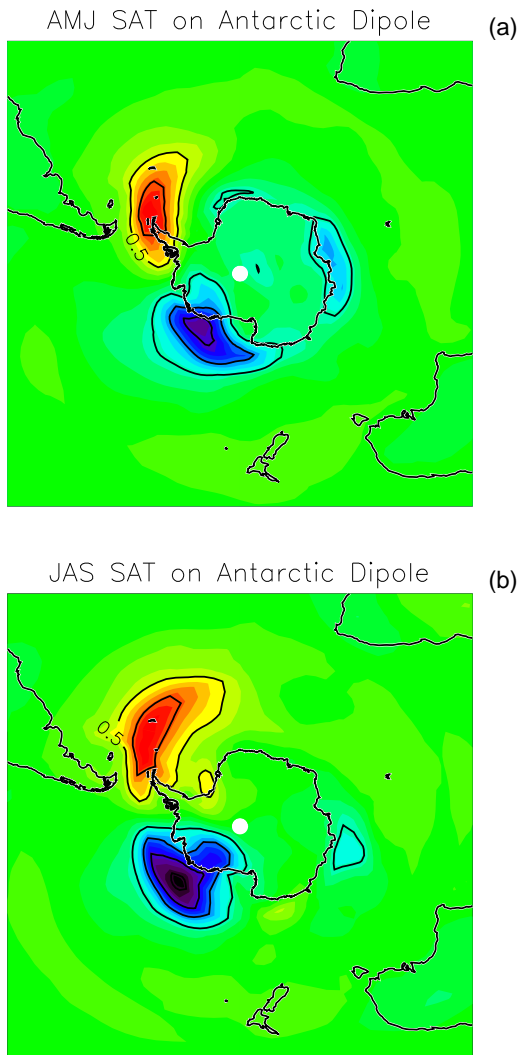 AMJ SAT on Antarctic Dipole
(a)
0.5
JAS SAT on Antarctic Dipole
(b)
0.5